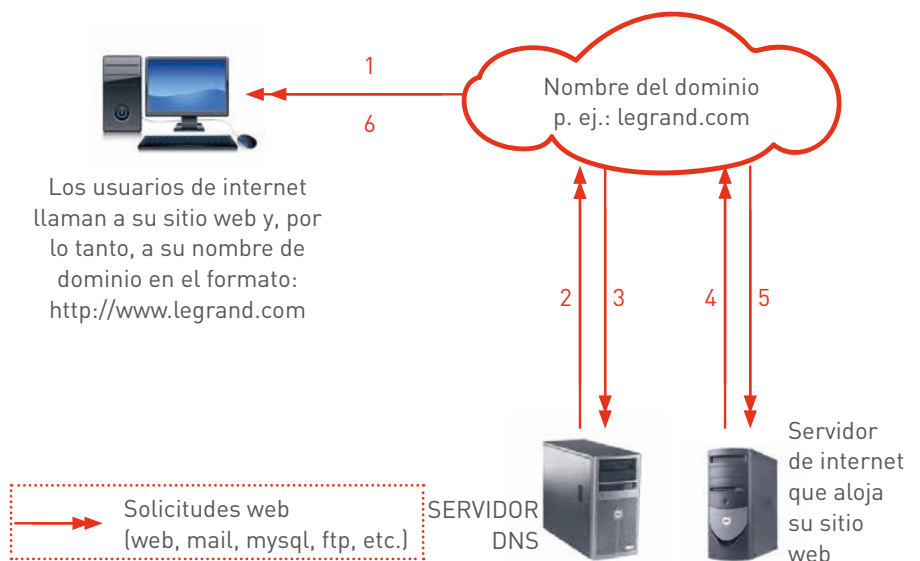 1
6
Nombre del dominio
p. ej.: legrand.com
Los usuarios de internet
llaman a su sitio web y, por
lo tanto, a su nombre de
dominio en el formato:
http://www.legrand.com
2
3
4
5
Solicitudes web
(web, mail, mysql, ftp, etc.)
SERVIDOR
DNS
Servidor
de internet
que aloja
su sitio
web